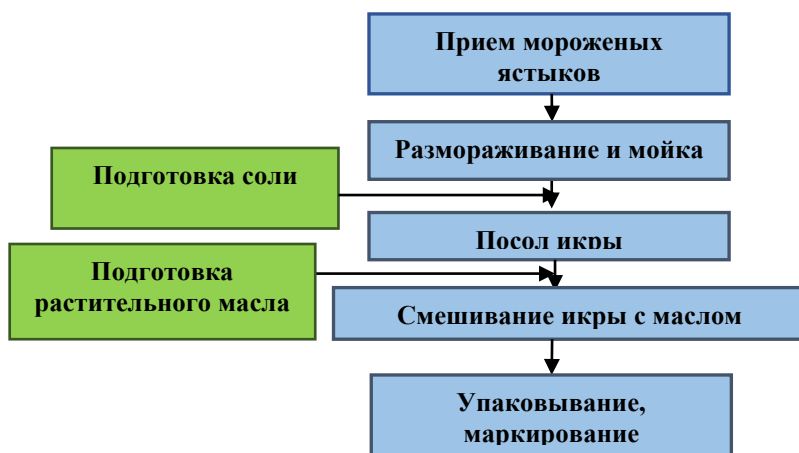 Прием мороженых
ястыков
Размораживание и мойка
Подготовка соли
Посол икры
Подготовка
растительного масла
Смешивание икры с маслом
Упаковывание,
маркирование